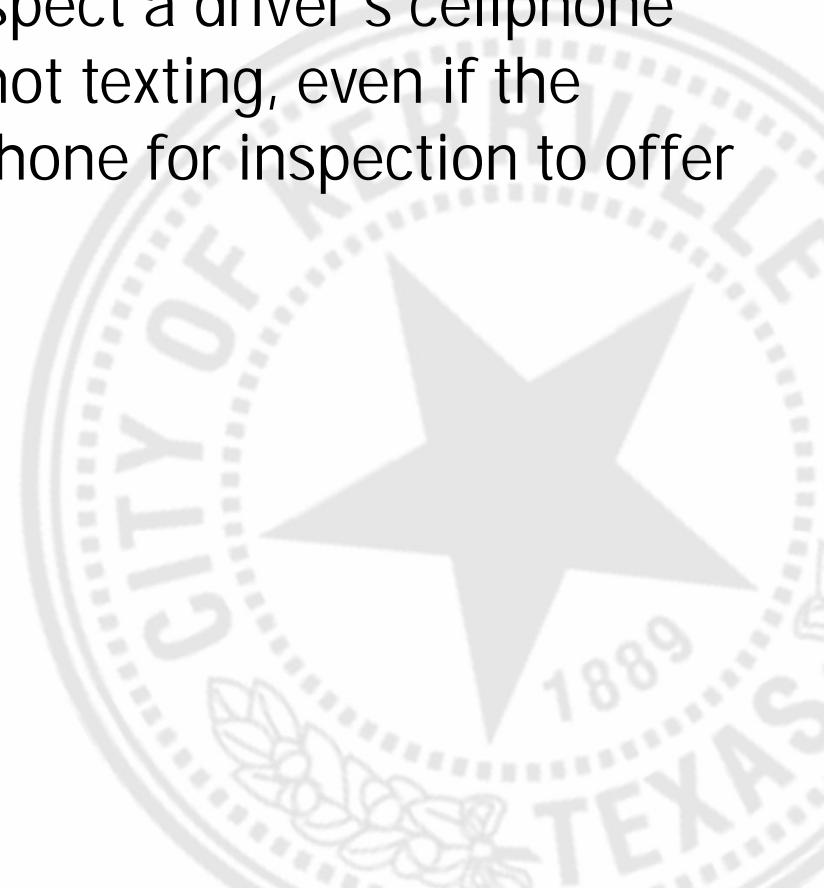 spect a driver's cellphone
not texting, even if the
hone for inspection to offer
CITY OF KERRVILLE
1889
TEXAS